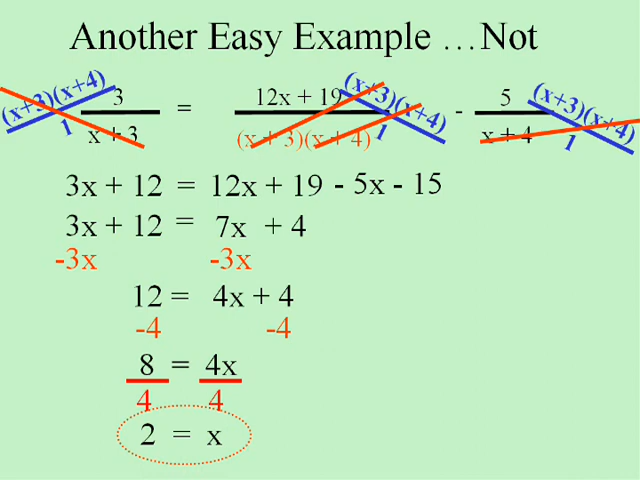 Another Easy Example …Not
(x+3)(x+4) 3 = 12x + 19 (x+3)(x+4) - 5 (x+3)(x+4)
1 x + 3 (x + 3)(x + 4) 1 x + 4 1
3x + 12 = 12x + 19 - 5x - 15
3x + 12 = 7x + 4
-3x -3x
12 = 4x + 4
-4 -4
8 = 4x
4 4
2 = x